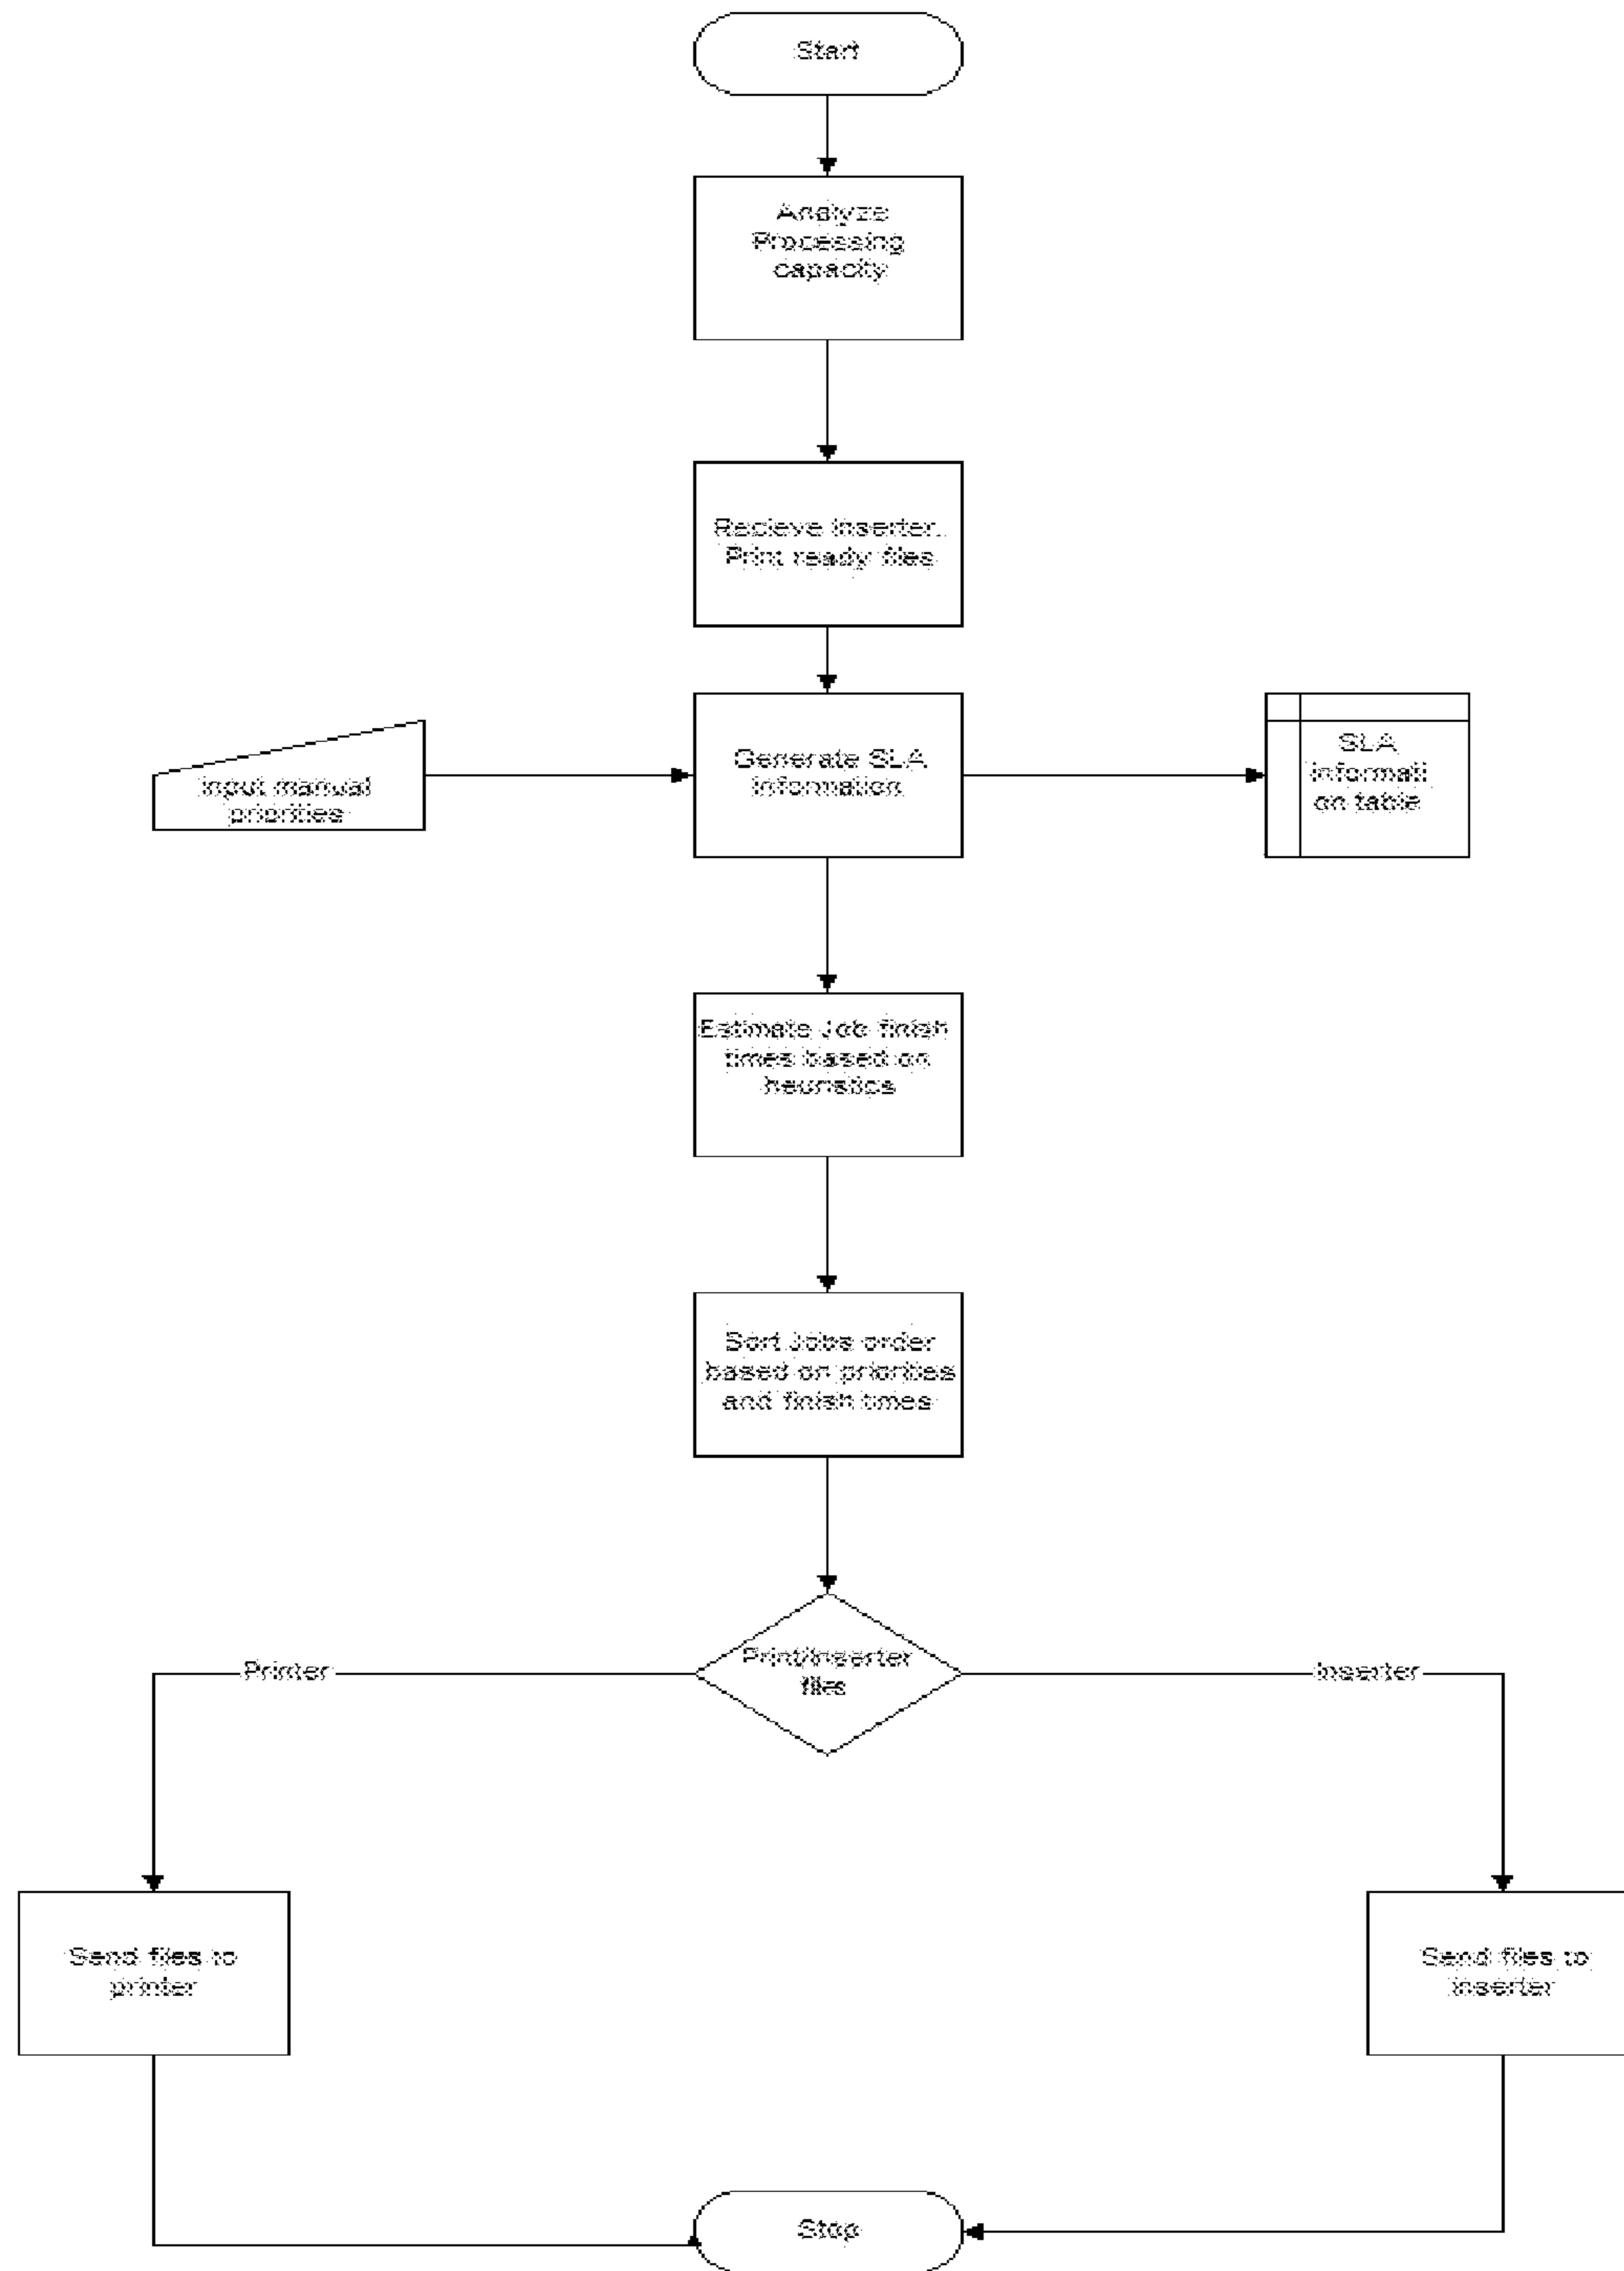 Start
Analyze
Processing
capacity
Recieve Inserter..
Print ready files
Input manual
priorities
Generate SLA
Information
SLA
informati
on table
Estimate Job finish
times based on
heuristics
Sort Jobs order
based on priorities
and finish times
Printer
Print/Inserter
files
Inserter
Send files to
printer
Send files to
inserter
Stop